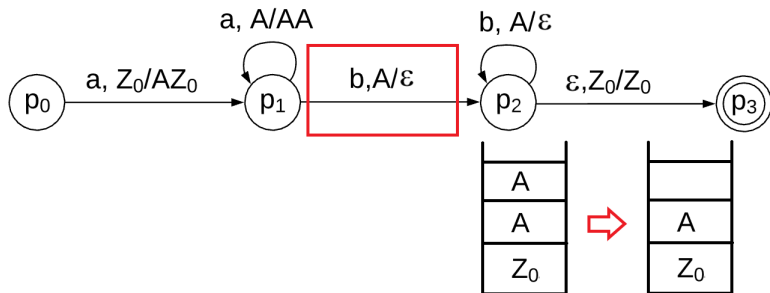 a, A/AA
b, A/ε
a, Z₀/AZ₀
b,A/ε
ε,Z₀/Z₀
p₀
p₁
p₂
p₃
A
A
A
Z₀
Z₀